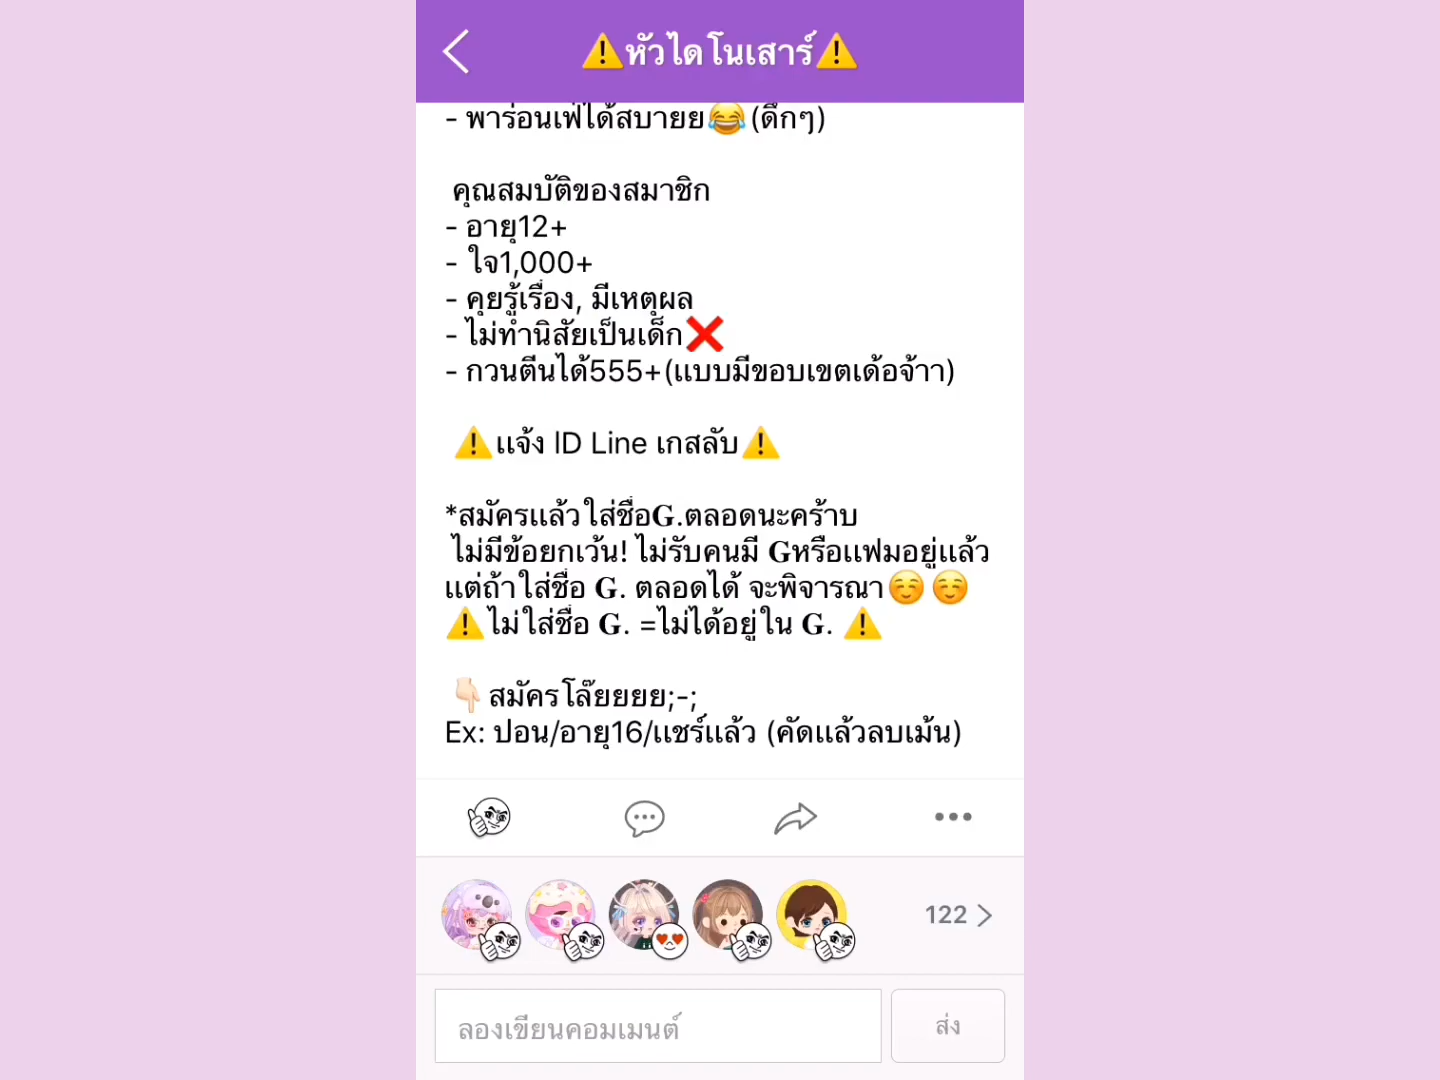 ⚠️หัวไดโนเสาร์⚠️
- พาร่อนเฟ่ได้สบายย😂(ดึกๆ)
คุณสมบัติของสมาชิก
- อายุ12+
- ใจ1,000+
- คุยรู้เรื่อง, มีเหตุผล
- ไม่ทำนิสัยเป็นเด็ก❌
- กวนตีนได้555+(แบบมีขอบเขตเด้อจ้าา)
⚠️แจ้ง ID Line เกสลับ⚠️
*สมัครแล้วใส่ชื่อ𝐆.ตลอดนะคร้าบ
ไม่มีข้อยกเว้น! ไม่รับคนมี 𝐆หรือแฟมอยู่แล้ว
แต่ถ้าใส่ชื่อ 𝐆. ตลอดได้ จะพิจารณา☺️☺️
⚠️ไม่ใส่ชื่อ 𝐆. =ไม่ได้อยู่ใน 𝐆. ⚠️
👇🏻สมัครโล๊ยยยย;-;
Ex: ปอน/อายุ16/แชร์แล้ว (คัดแล้วลบเม้น)
122
ลองเขียนคอมเมนต์
ส่ง